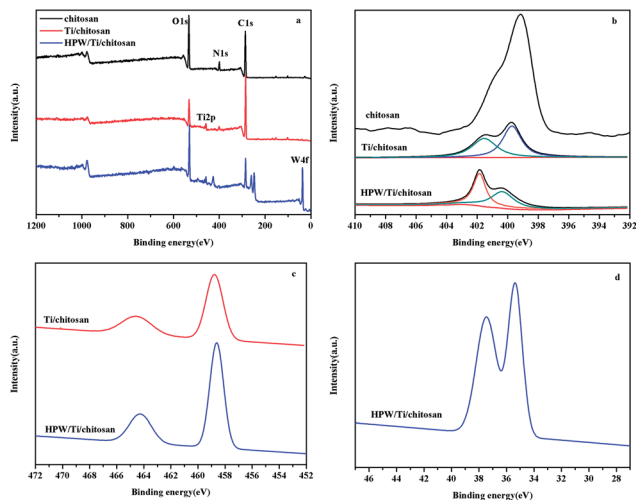 a
chitosan
Ti/chitosan
HPW/Ti/chitosan
O1s
C1s
N1s
Ti2p
W4f
Intensity(a.u.)
1200 1000 800 600 400 200 0
Binding energy(eV)
b
chitosan
Ti/chitosan
HPW/Ti/chitosan
Intensity(a.u.)
410 408 406 404 402 400 398 396 394 392
Binding energy(eV)
c
Ti/chitosan
HPW/Ti/chitosan
Intensity(a.u.)
472 470 468 466 464 462 460 458 456 454 452
Binding energy(eV)
d
HPW/Ti/chitosan
Intensity(a.u.)
46 44 42 40 38 36 34 32 30 28
Binding energy(eV)